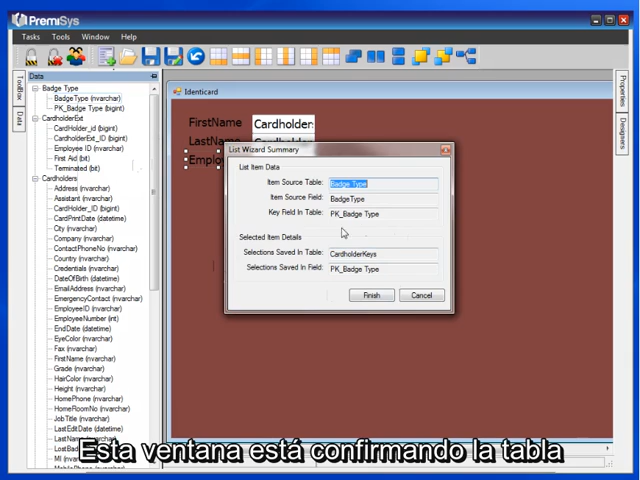 PremiSys
Tasks Tools Window Help
Data
ToolBox
Data
Badge Type
BadgeType (nvarchar)
PK_Badge Type (bigint)
CardholderExt
CardHolder_id (bigint)
CardholderExt_ID (bigint)
Employee ID (nvarchar)
First Aid (bit)
Terminated (bit)
Cardholders
Address (nvarchar)
Assistant (nvarchar)
CardHolder_ID (bigint)
CardPrintDate (datetime)
City (nvarchar)
Company (nvarchar)
ContactPhoneNo (nvarchar)
Country (nvarchar)
Credentials (nvarchar)
DateOfBirth (datetime)
EmailAddress (nvarchar)
EmergencyContact (nvarchar)
EmployeeID (nvarchar)
EmployeeNumber (int)
EndDate (datetime)
EyeColor (nvarchar)
Fax (nvarchar)
FirstName (nvarchar)
Grade (nvarchar)
HairColor (nvarchar)
Height (nvarchar)
HomePhone (nvarchar)
HomeRoomNo (nvarchar)
JobTitle (nvarchar)
LastEditDate (datetime)
LastName
MI (nvarchar)
Identicard
FirstName Cardholder:
LastName Cardholder:
Emplo
List Wizard Summary
List Item Data
Item Source Table: Badge Type
Item Source Field: BadgeType
Key Field In Table: PK_Badge Type
Selected Item Details
Selections Saved In Table: CardholderKeys
Selections Saved In Field: PK_Badge Type
Finish Cancel
Properties
Designers
Esta ventana está confirmando la tabla